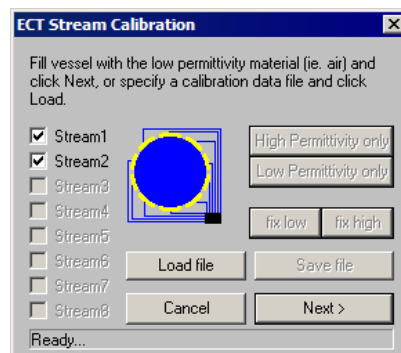 ECT Stream Calibration
Fill vessel with the low permittivity material (ie. air) and
click Next, or specify a calibration data file and click
Load.
Stream1
Stream2
Stream3
Stream4
Stream5
Stream6
Stream7
Stream8
High Permittivity only
Low Permittivity only
fix low
fix high
Load file
Save file
Cancel
Next >
Ready...